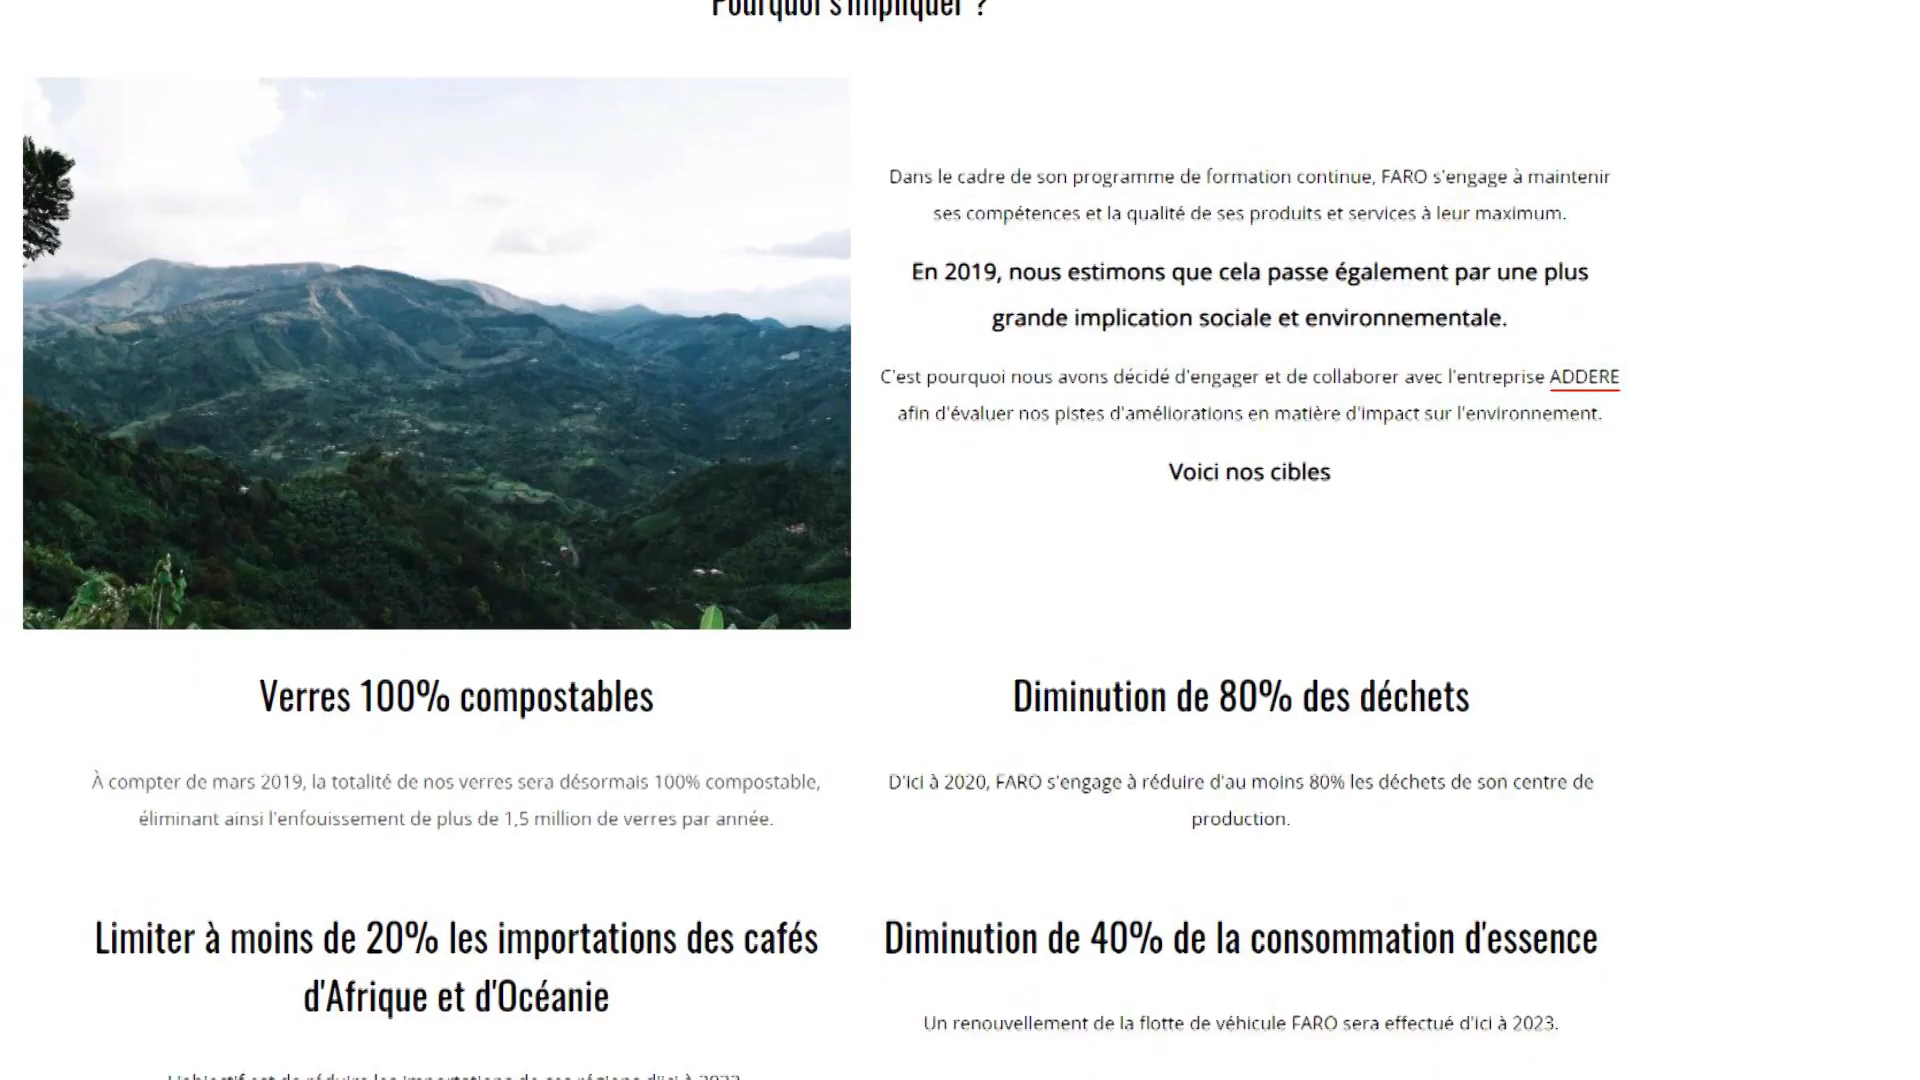 Pourquoi s'impliquer ?
Dans le cadre de son programme de formation continue, FARO s'engage à maintenir
ses compétences et la qualité de ses produits et services à leur maximum.
En 2019, nous estimons que cela passe également par une plus
grande implication sociale et environnementale.
C'est pourquoi nous avons décidé d'engager et de collaborer avec l'entreprise ADDERE
afin d'évaluer nos pistes d'améliorations en matière d'impact sur l'environnement.
Voici nos cibles
Verres 100% compostables
À compter de mars 2019, la totalité de nos verres sera désormais 100% compostable,
éliminant ainsi l'enfouissement de plus de 1,5 million de verres par année.
Diminution de 80% des déchets
D'ici à 2020, FARO s'engage à réduire d'au moins 80% les déchets de son centre de
production.
Limiter à moins de 20% les importations des cafés
d'Afrique et d'Océanie
Diminution de 40% de la consommation d'essence
Un renouvellement de la flotte de véhicule FARO sera effectué d'ici à 2023.